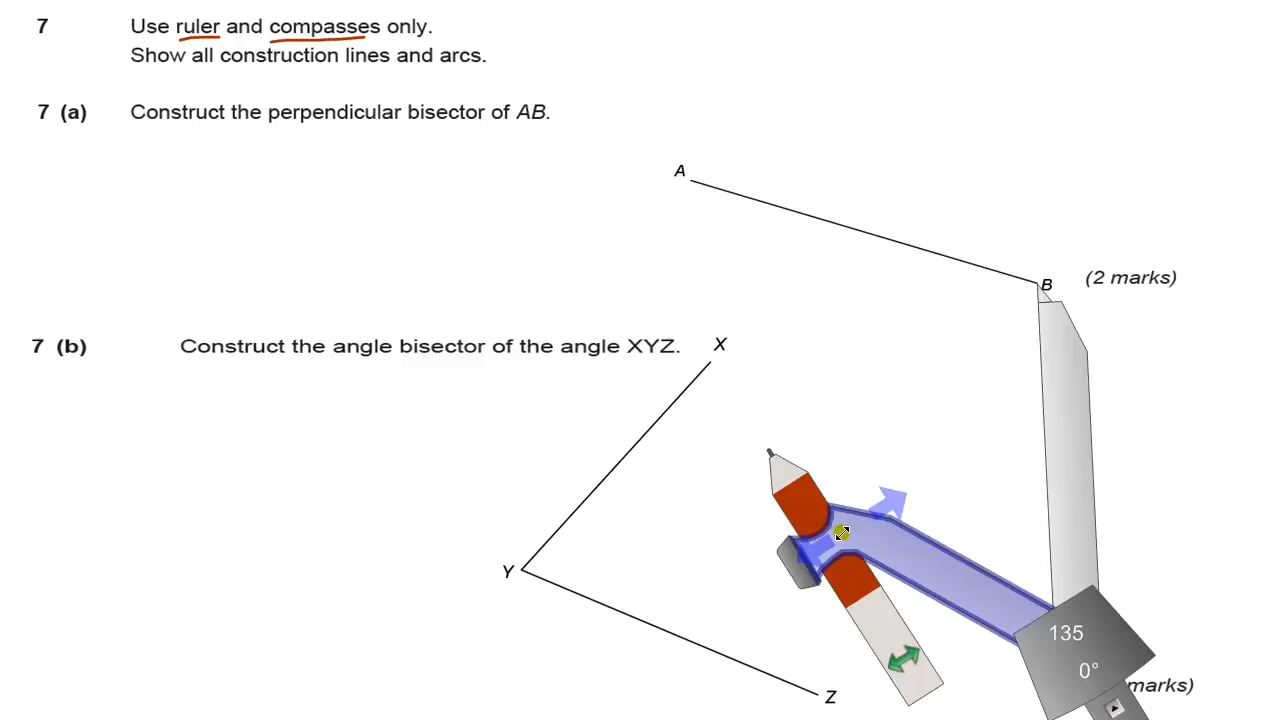 7 Use ruler and compasses only.
Show all construction lines and arcs.
7 (a) Construct the perpendicular bisector of AB.
A
B
(2 marks)
7 (b) Construct the angle bisector of the angle XYZ.
X
Y
135
0°
marks)
Z